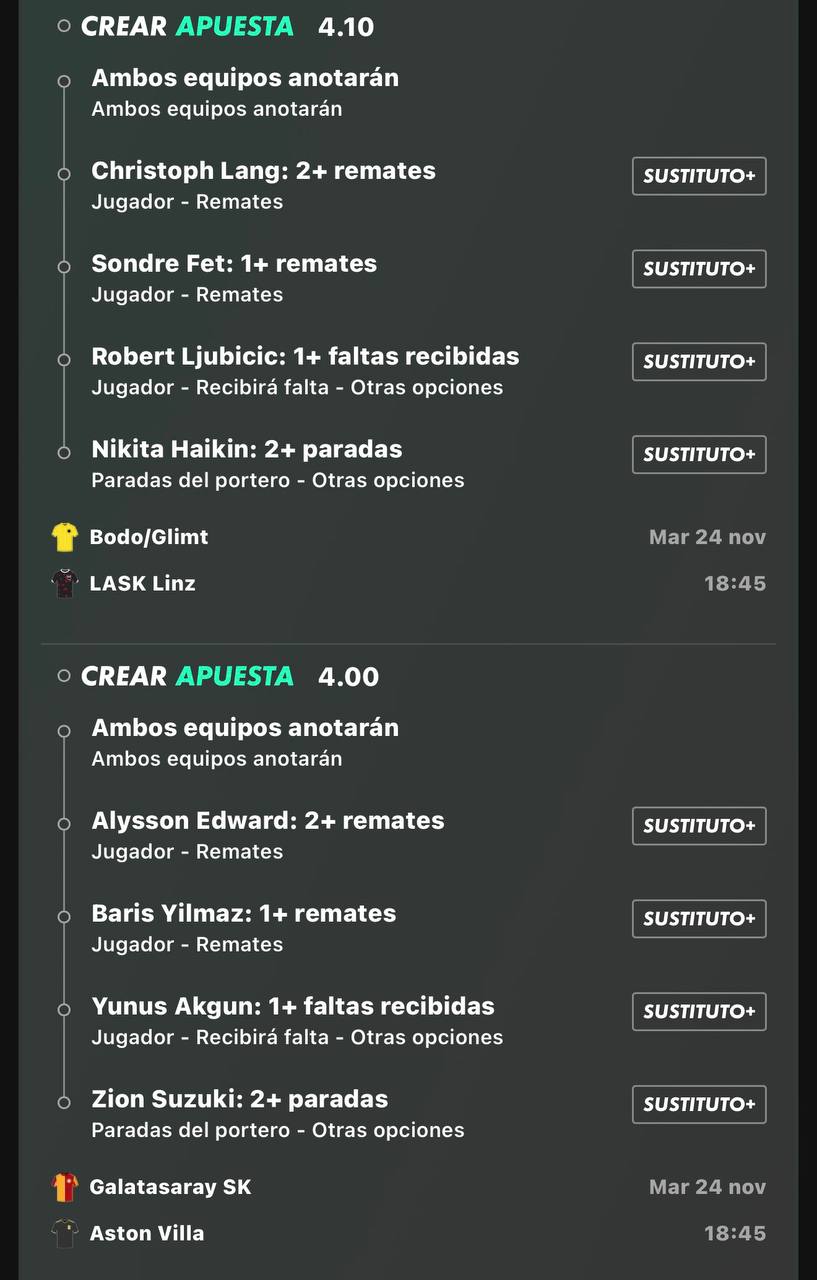 CREAR APUESTA 4.10
Ambos equipos anotarán
Ambos equipos anotarán
Christoph Lang: 2+ remates
SUSTITUTO+
Jugador - Remates
Sondre Fet: 1+ remates
SUSTITUTO+
Jugador - Remates
Robert Ljubicic: 1+ faltas recibidas
SUSTITUTO+
Jugador - Recibirá falta - Otras opciones
Nikita Haikin: 2+ paradas
SUSTITUTO+
Paradas del portero - Otras opciones
Bodo/Glimt
Mar 24 nov
LASK Linz
18:45
CREAR APUESTA 4.00
Ambos equipos anotarán
Ambos equipos anotarán
Alysson Edward: 2+ remates
SUSTITUTO+
Jugador - Remates
Baris Yilmaz: 1+ remates
SUSTITUTO+
Jugador - Remates
Yunus Akgun: 1+ faltas recibidas
SUSTITUTO+
Jugador - Recibirá falta - Otras opciones
Zion Suzuki: 2+ paradas
SUSTITUTO+
Paradas del portero - Otras opciones
Galatasaray SK
Mar 24 nov
Aston Villa
18:45